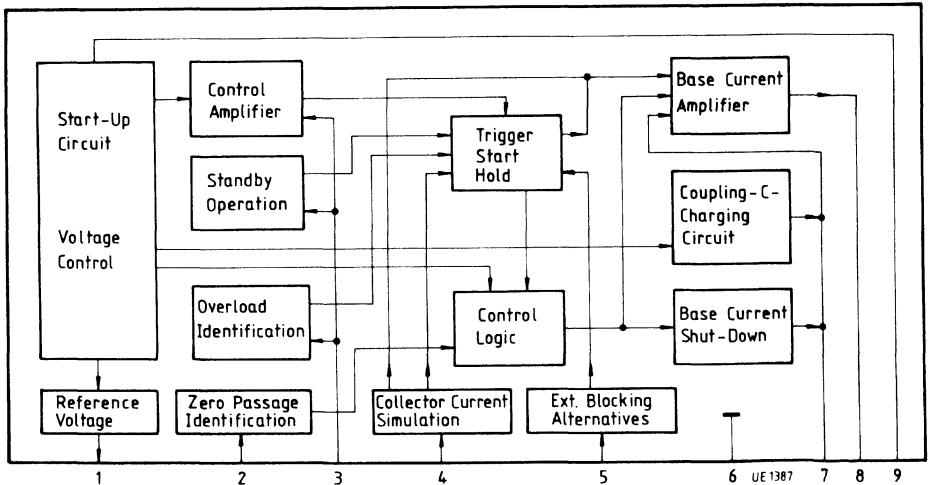 Start-Up
Circuit
Voltage
Control
Control
Amplifier
Standby
Operation
Overload
Identification
Trigger
Start
Hold
Control
Logic
Base Current
Amplifier
Coupling-C-
Charging
Circuit
Base Current
Shut-Down
Reference
Voltage
Zero Passage
Identification
Collector Current
Simulation
Ext. Blocking
Alternatives
1
2
3
4
5
6
UE1387
7
8
9